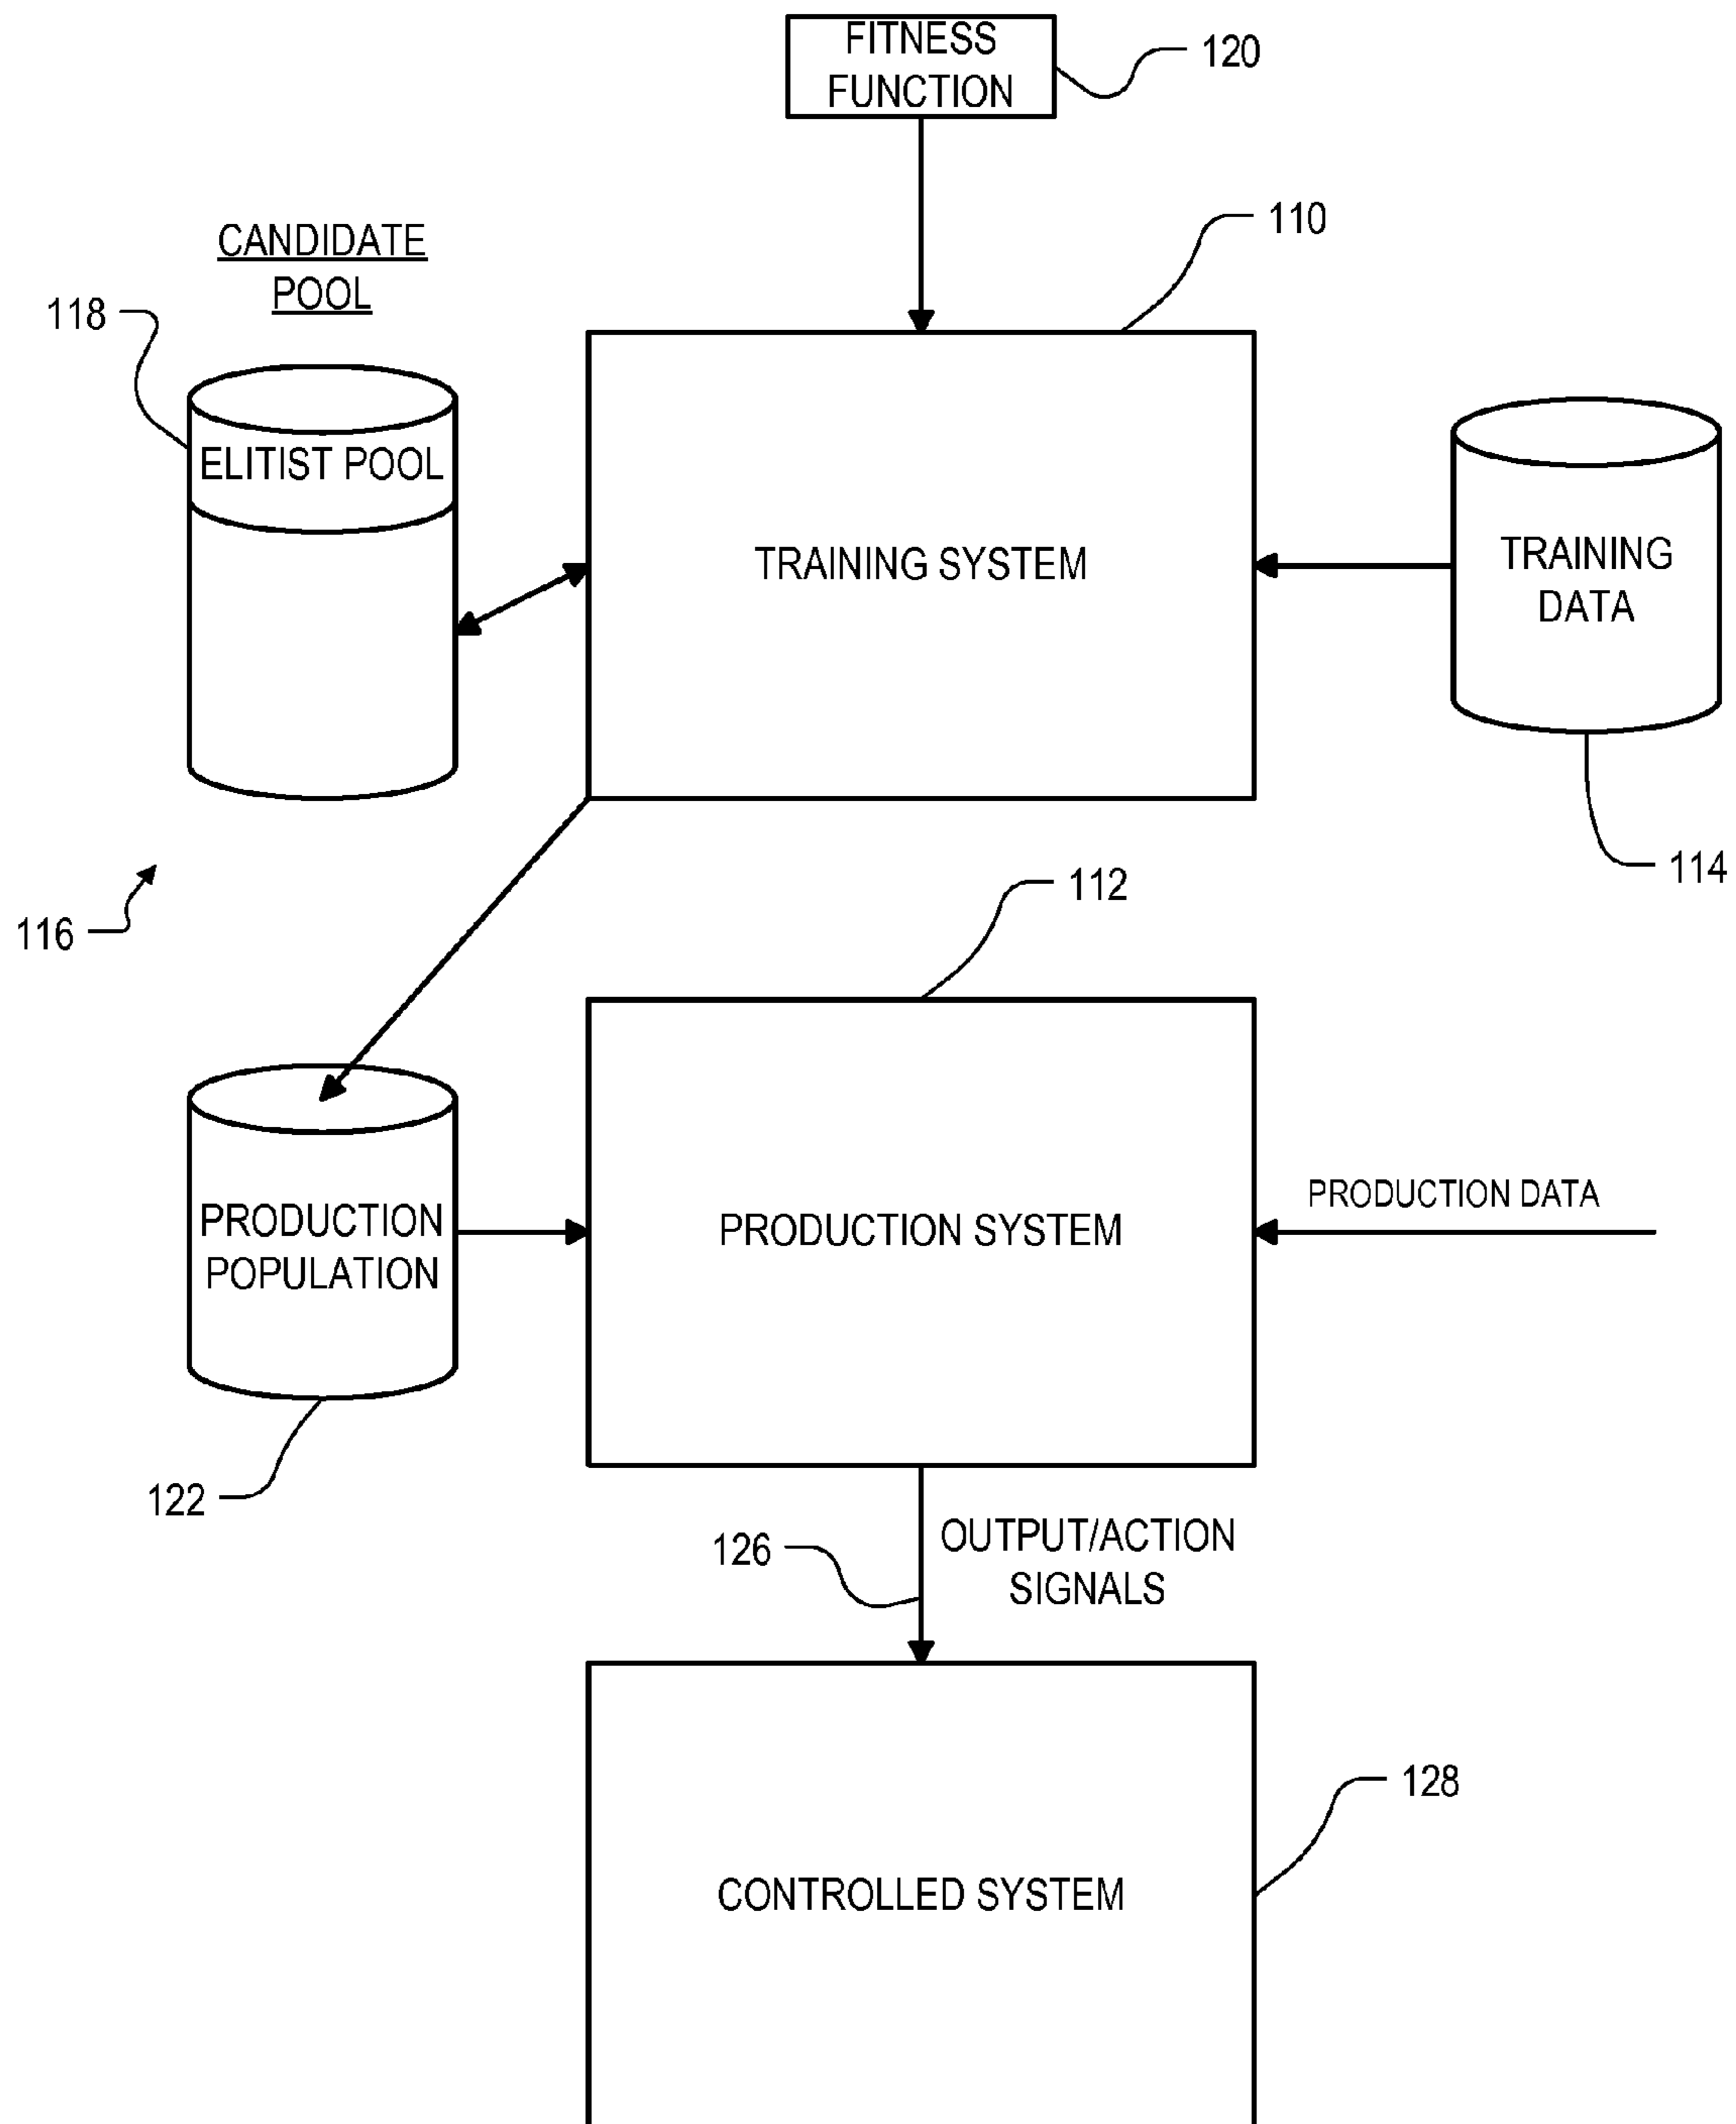 FITNESS
FUNCTION
120
110
CANDIDATE
POOL
118
ELITIST POOL
TRAINING SYSTEM
TRAINING
DATA
114
116
112
PRODUCTION DATA
PRODUCTION
POPULATION
PRODUCTION SYSTEM
122
126
OUTPUT/ACTION
SIGNALS
128
CONTROLLED SYSTEM